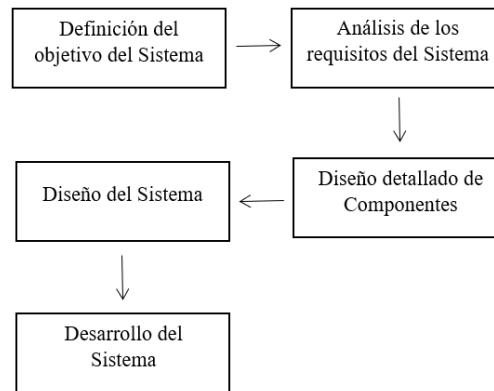 Definición del
objetivo del Sistema
Análisis de los
requisitos del Sistema
Diseño detallado de
Componentes
Diseño del Sistema
Desarrollo del
Sistema